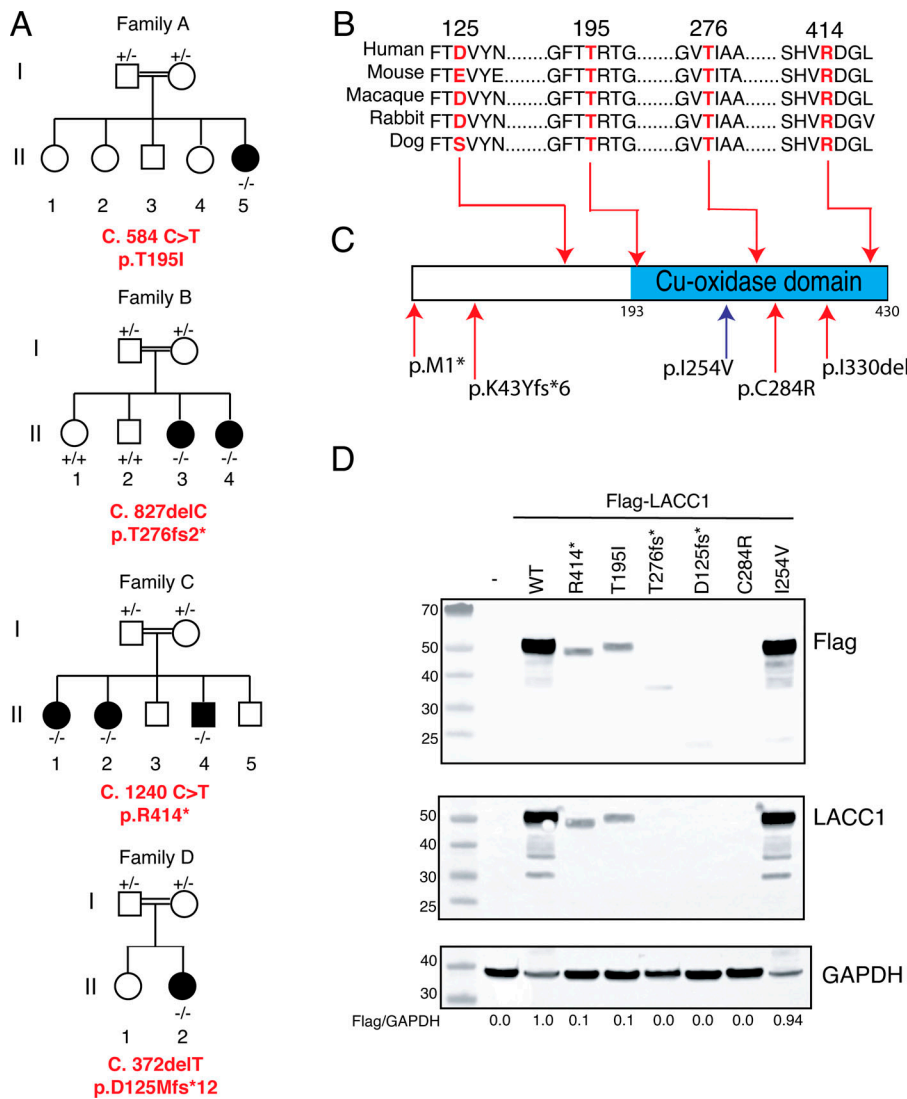 A
Family A
+/- +/-
I
II
-/-
1 2 3 4 5
C. 584 C>T
p.T195I
Family B
+/- +/-
I
II
+/+ +/+ -/- -/-
1 2 3 4
C. 827delC
p.T276fs2*
Family C
+/- +/-
I
II
-/- -/- -/-
1 2 3 4 5
C. 1240 C>T
p.R414*
Family D
+/- +/-
I
II
-/-
1 2
C. 372delT
p.D125Mfs*12
B
125 195 276 414
Human FTDVYN........GFTTRTG.......GVTIAA........SHVRDGL
Mouse FTEVYE........GFTTRTG.......GVTITA........SHVRDGL
Macaque FTDVYN........GFTTRTG.......GVTIAA........SHVRDGL
Rabbit FTDVYN........GFTTRTG.......GVTIAA........SHVRDGV
Dog FTSVYN........GFTTRTG.......GVTIAA........SHVRDGL
C
Cu-oxidase domain
193 430
p.M1*
p.K43Yfs*6
p.I254V
p.C284R
p.I330del
D
Flag-LACC1
- WT R414* T195I T276fs* D125fs* C284R I254V
70
50
40
30
25
Flag
50
40
30
25
LACC1
40
30
GAPDH
Flag/GAPDH 0.0 1.0 0.1 0.1 0.0 0.0 0.0 0.94